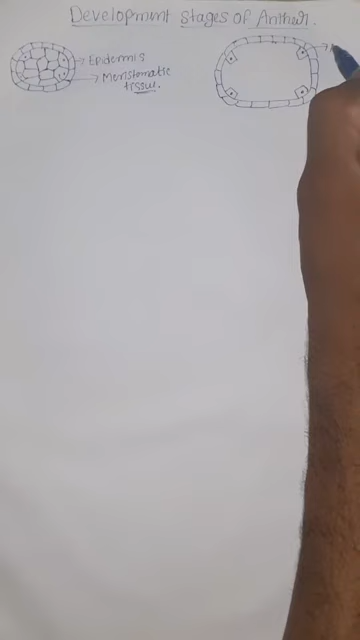 Development stages of Anther.
Epidermis
Meristematic
tissue.